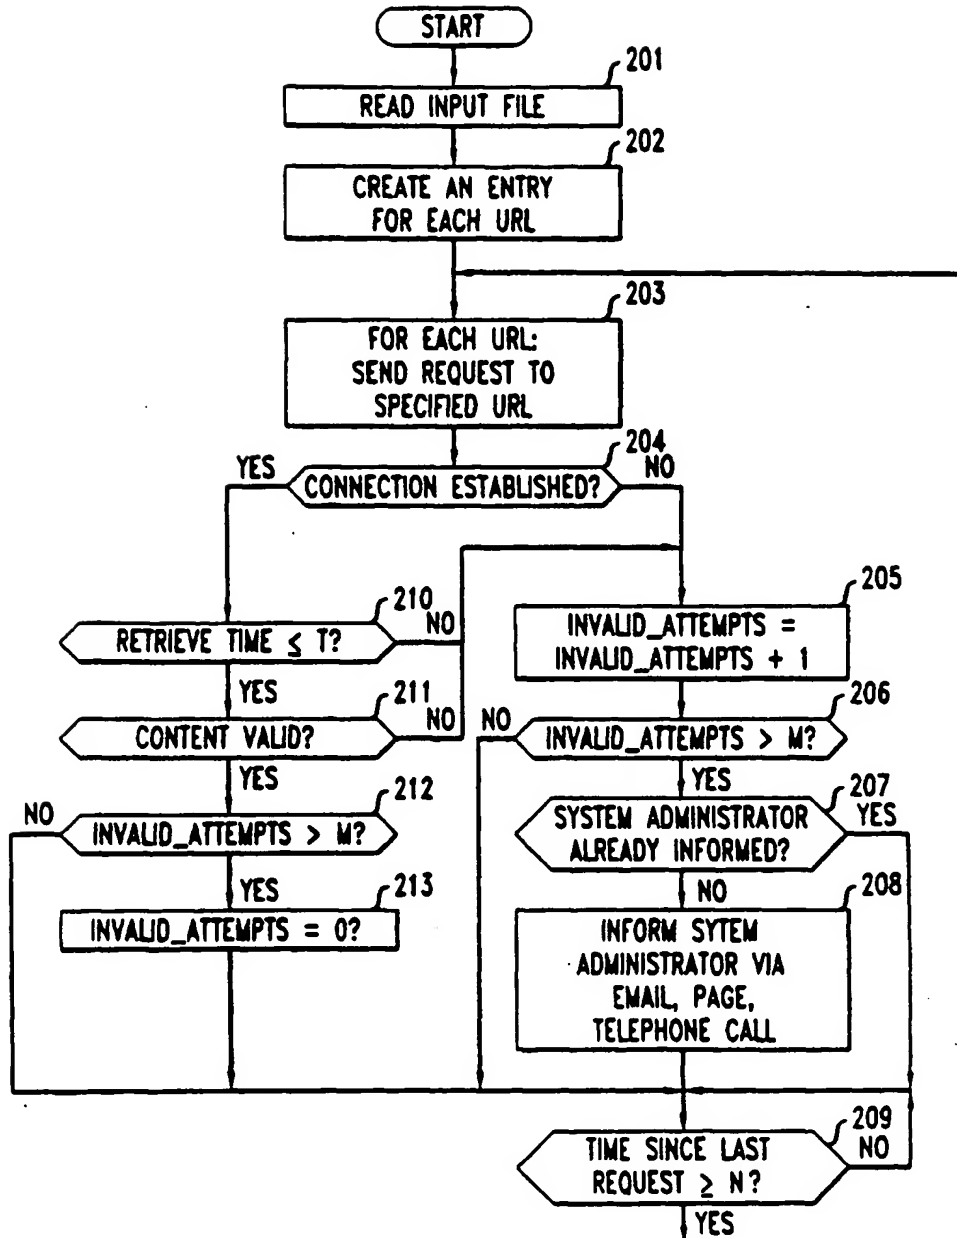 START
201
READ INPUT FILE
202
CREATE AN ENTRY
FOR EACH URL
203
FOR EACH URL:
SEND REQUEST TO
SPECIFIED URL
204
YES
NO
CONNECTION ESTABLISHED?
210
RETRIEVE TIME ≤ T?
NO
YES
211
CONTENT VALID?
NO
YES
212
NO
INVALID_ATTEMPTS > M?
YES
213
INVALID_ATTEMPTS = 0?
205
INVALID_ATTEMPTS =
INVALID_ATTEMPTS + 1
206
NO
INVALID_ATTEMPTS > M?
YES
207
SYSTEM ADMINISTRATOR
ALREADY INFORMED?
YES
NO
208
INFORM SYTEM
ADMINISTRATOR VIA
EMAIL, PAGE,
TELEPHONE CALL
209
TIME SINCE LAST
REQUEST ≥ N?
NO
YES